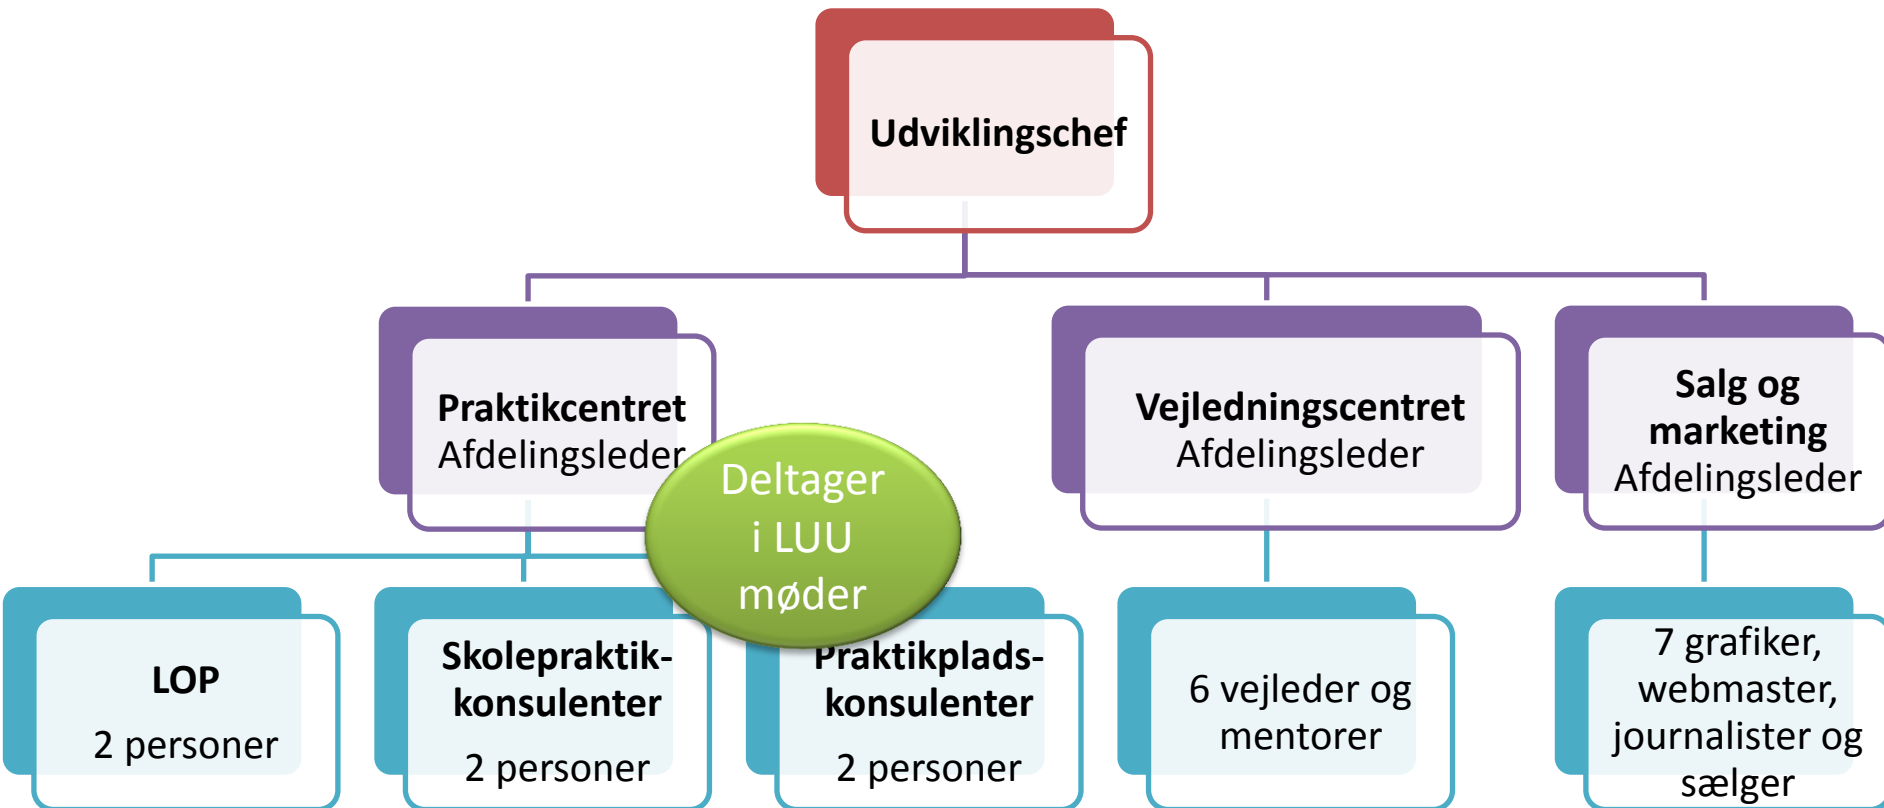 Udviklingschef
Praktikcentret
Afdelingsleder
Vejledningscentret
Afdelingsleder
Salg og
marketing
Afdelingsleder
Deltager
i LUU
møder
LOP
2 personer
Skolepraktik-
konsulenter
2 personer
Praktikplads-
konsulenter
2 personer
6 vejleder og
mentorer
7 grafiker,
webmaster,
journalister og
sælger